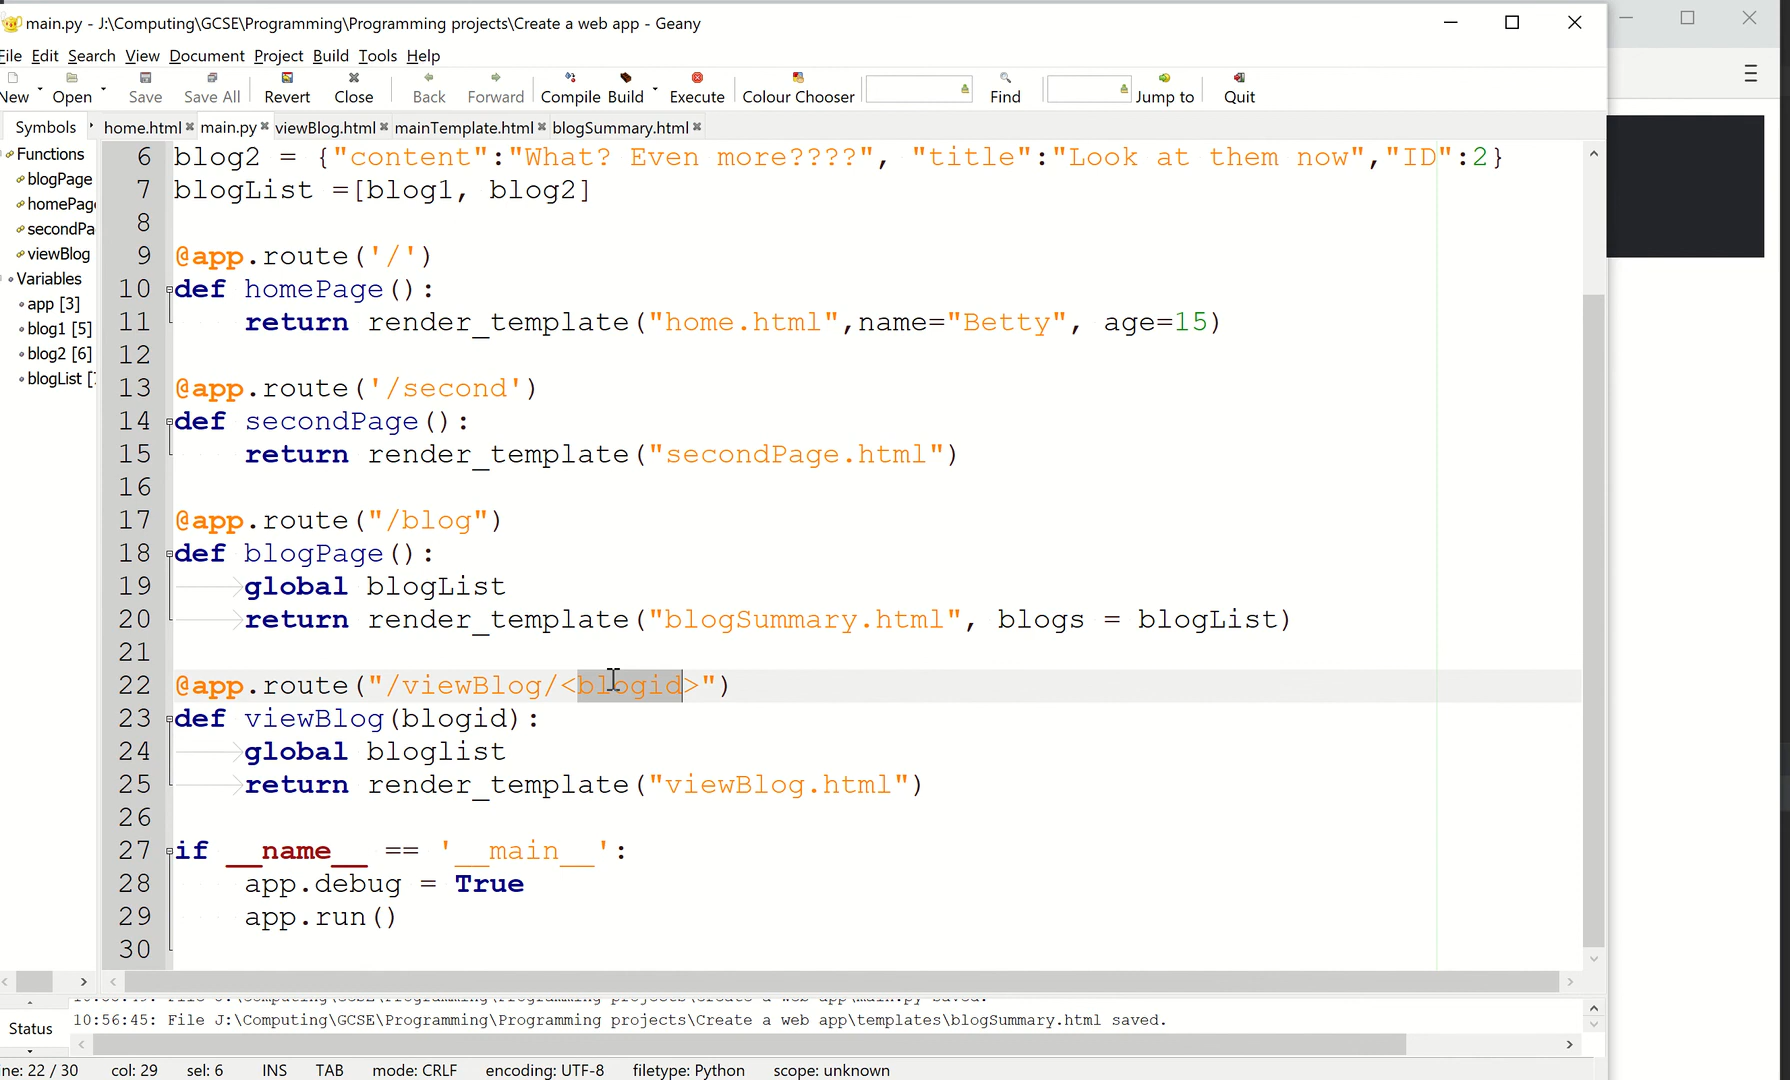 main.py - J:\Computing\GCSE\Programming\Programming projects\Create a web app - Geany
File Edit Search View Document Project Build Tools Help
New Open Save Save All Revert Close Back Forward Compile Build Execute Colour Chooser Find Jump to Quit
Symbols home.html main.py viewBlog.html mainTemplate.html blogSummary.html
Functions
blogPage
homePage
secondPa
viewBlog
Variables
app [3]
blog1 [5]
blog2 [6]
blogList [7
6 blog2 = {"content":"What? Even more????", "title":"Look at them now","ID":2}
7 blogList =[blog1, blog2]
8
9 @app.route('/')
10 def homePage():
11 return render_template("home.html",name="Betty", age=15)
12
13 @app.route('/second')
14 def secondPage():
15 return render_template("secondPage.html")
16
17 @app.route("/blog")
18 def blogPage():
19 global blogList
20 return render_template("blogSummary.html", blogs = blogList)
21
22 @app.route("/viewBlog/<blogid>")
23 def viewBlog(blogid):
24 global bloglist
25 return render_template("viewBlog.html")
26
27 if __name__ == '__main__':
28 app.debug = True
29 app.run()
30
Status
10:56:45: File J:\Computing\GCSE\Programming\Programming projects\Create a web app\templates\blogSummary.html saved.
ine: 22 / 30 col: 29 sel: 6 INS TAB mode: CRLF encoding: UTF-8 filetype: Python scope: unknown